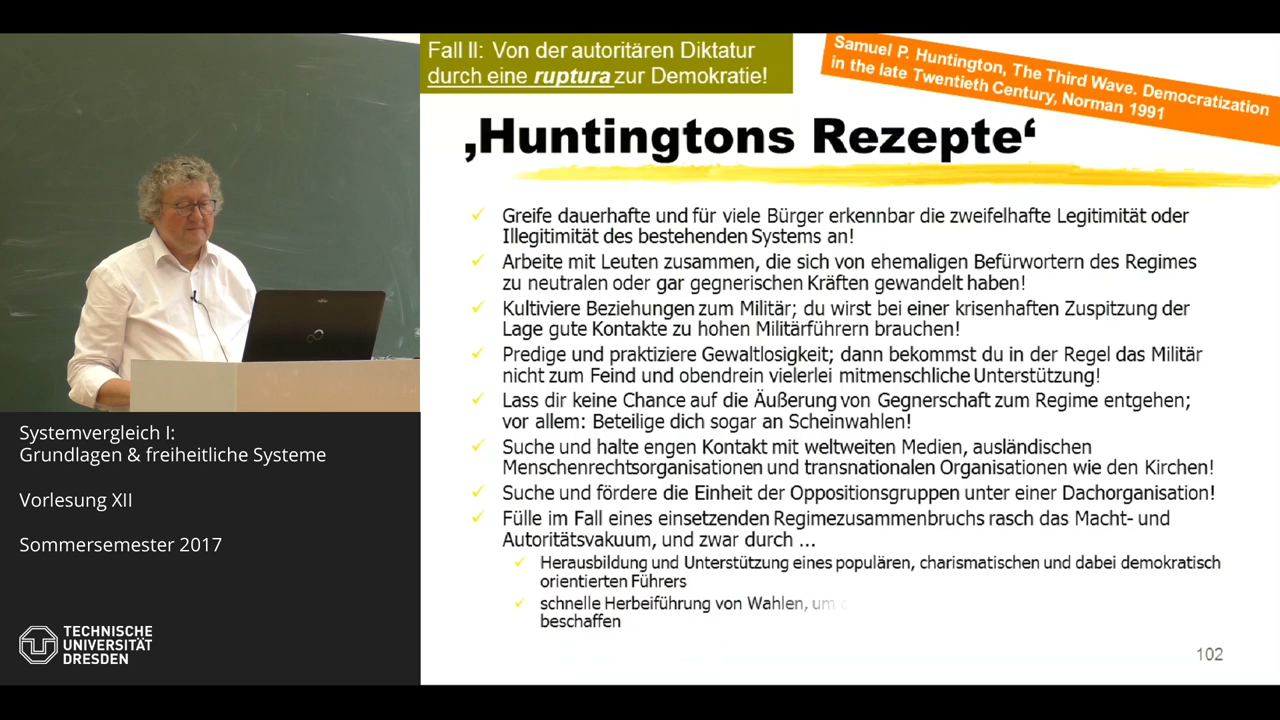 Fall II: Von der autoritären Diktatur
durch eine ruptura zur Demokratie!
Samuel P. Huntington, The Third Wave. Democratization
in the late Twentieth Century, Norman 1991
‚Huntingtons Rezepte‘
Greife dauerhafte und für viele Bürger erkennbar die zweifelhafte Legitimität oder
Illegitimität des bestehenden Systems an!
Arbeite mit Leuten zusammen, die sich von ehemaligen Befürwortern des Regimes
zu neutralen oder gar gegnerischen Kräften gewandelt haben!
Kultiviere Beziehungen zum Militär; du wirst bei einer krisenhaften Zuspitzung der
Lage gute Kontakte zu hohen Militärführern brauchen!
Predige und praktiziere Gewaltlosigkeit; dann bekommst du in der Regel das Militär
nicht zum Feind und obendrein vielerlei mitmenschliche Unterstützung!
Lass dir keine Chance auf die Äußerung von Gegnerschaft zum Regime entgehen;
vor allem: Beteilige dich sogar an Scheinwahlen!
Suche und halte engen Kontakt mit weltweiten Medien, ausländischen
Menschenrechtsorganisationen und transnationalen Organisationen wie den Kirchen!
Suche und fördere die Einheit der Oppositionsgruppen unter einer Dachorganisation!
Fülle im Fall eines einsetzenden Regimezusammenbruchs rasch das Macht- und
Autoritätsvakuum, und zwar durch ...
Herausbildung und Unterstützung eines populären, charismatischen und dabei demokratisch
orientierten Führers
schnelle Herbeiführung von Wahlen, um
beschaffen
102
Systemvergleich I:
Grundlagen & freiheitliche Systeme
Vorlesung XII
Sommersemester 2017
TECHNISCHE
UNIVERSITÄT
DRESDEN